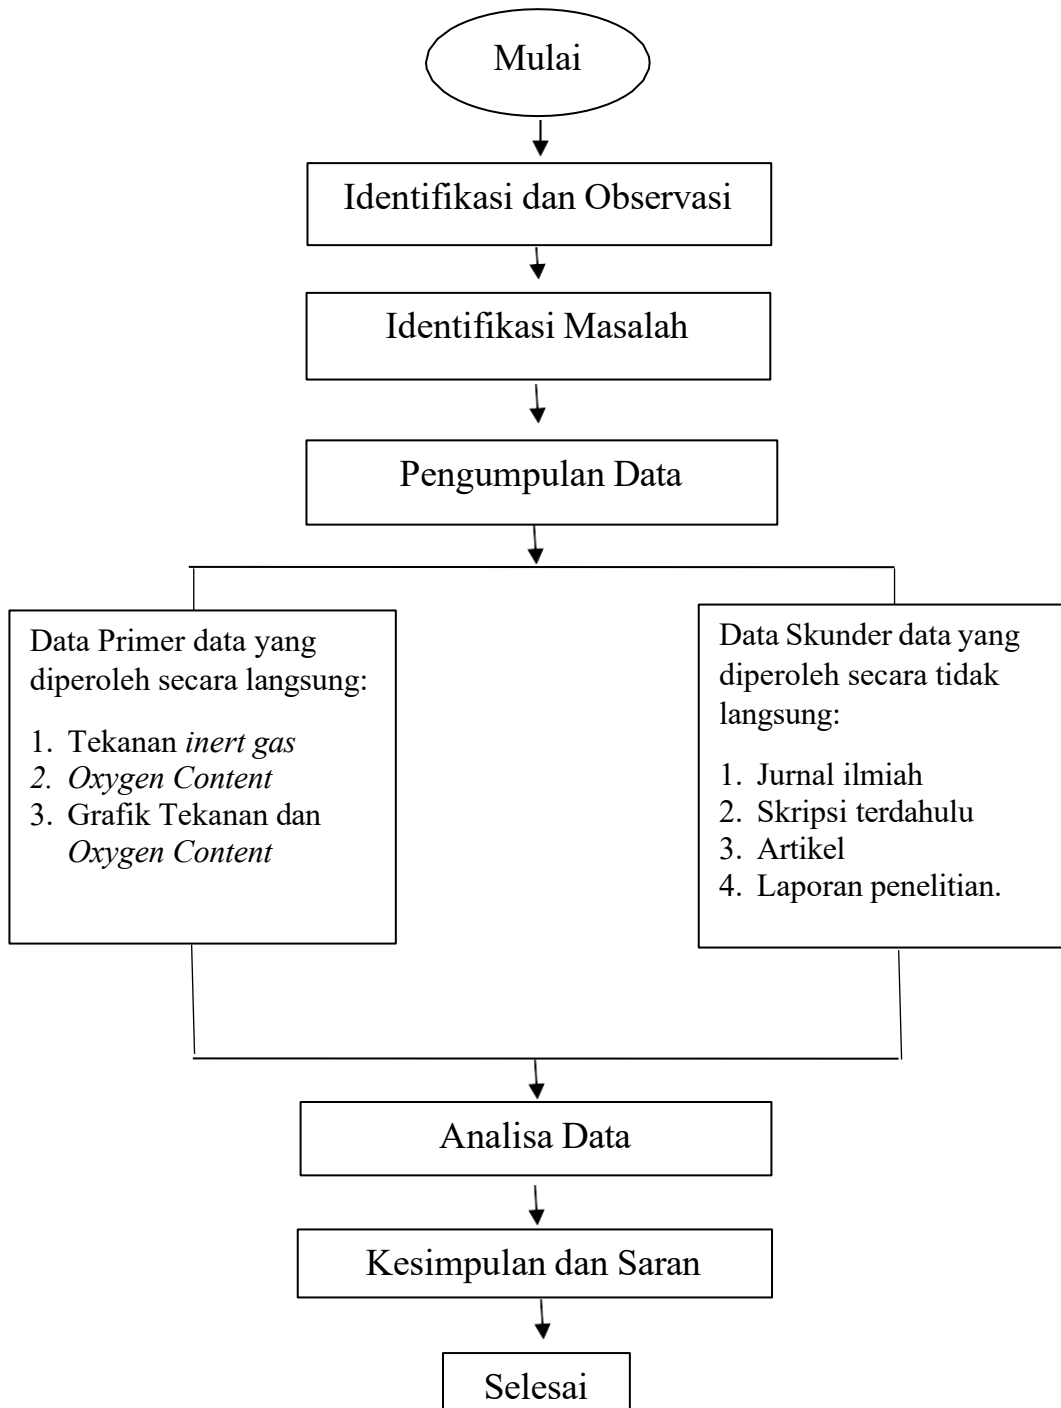 Mulai
Identifikasi dan Observasi
Identifikasi Masalah
Pengumpulan Data
Data Primer data yang
diperoleh secara langsung:
1. Tekanan inert gas
2. Oxygen Content
3. Grafik Tekanan dan
Oxygen Content
Data Skunder data yang
diperoleh secara tidak
langsung:
1. Jurnal ilmiah
2. Skripsi terdahulu
3. Artikel
4. Laporan penelitian.
Analisa Data
Kesimpulan dan Saran
Selesai